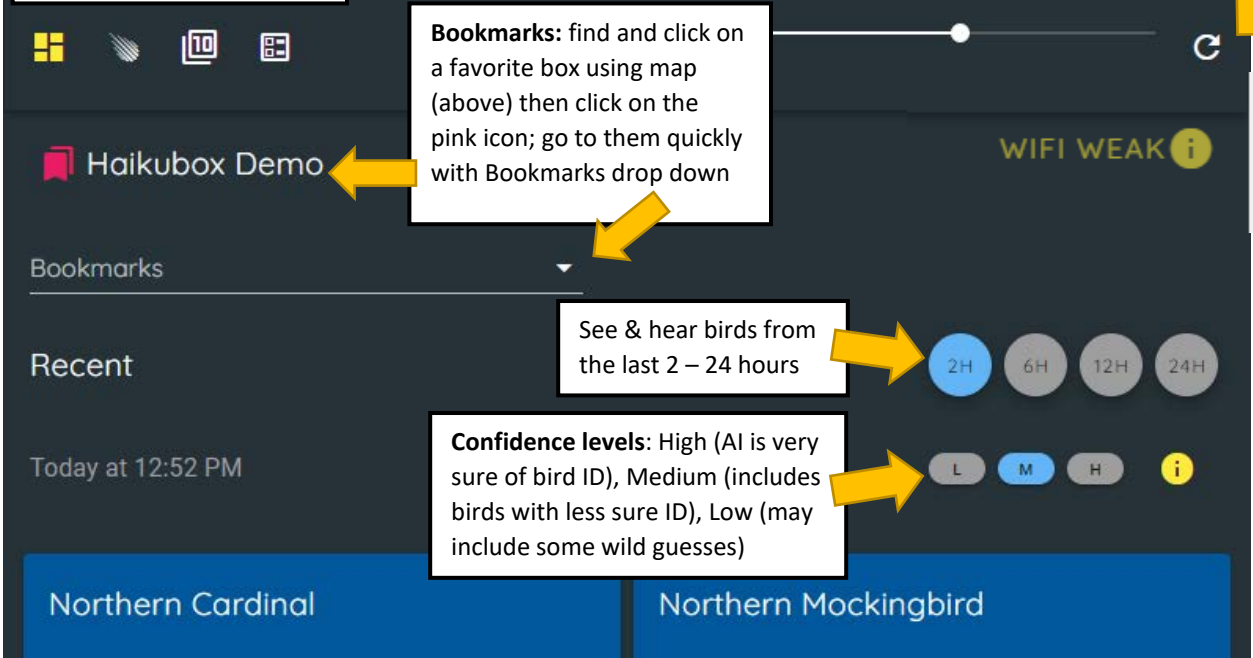 10
Bookmarks: find and click on
a favorite box using map
(above) then click on the
pink icon; go to them quickly
with Bookmarks drop down
Haikubox Demo
WIFI WEAK i
Bookmarks
See & hear birds from
the last 2 – 24 hours
Recent
2H 6H 12H 24H
Confidence levels: High (AI is very
sure of bird ID), Medium (includes
birds with less sure ID), Low (may
include some wild guesses)
Today at 12:52 PM
L M H i
Northern Cardinal
Northern Mockingbird